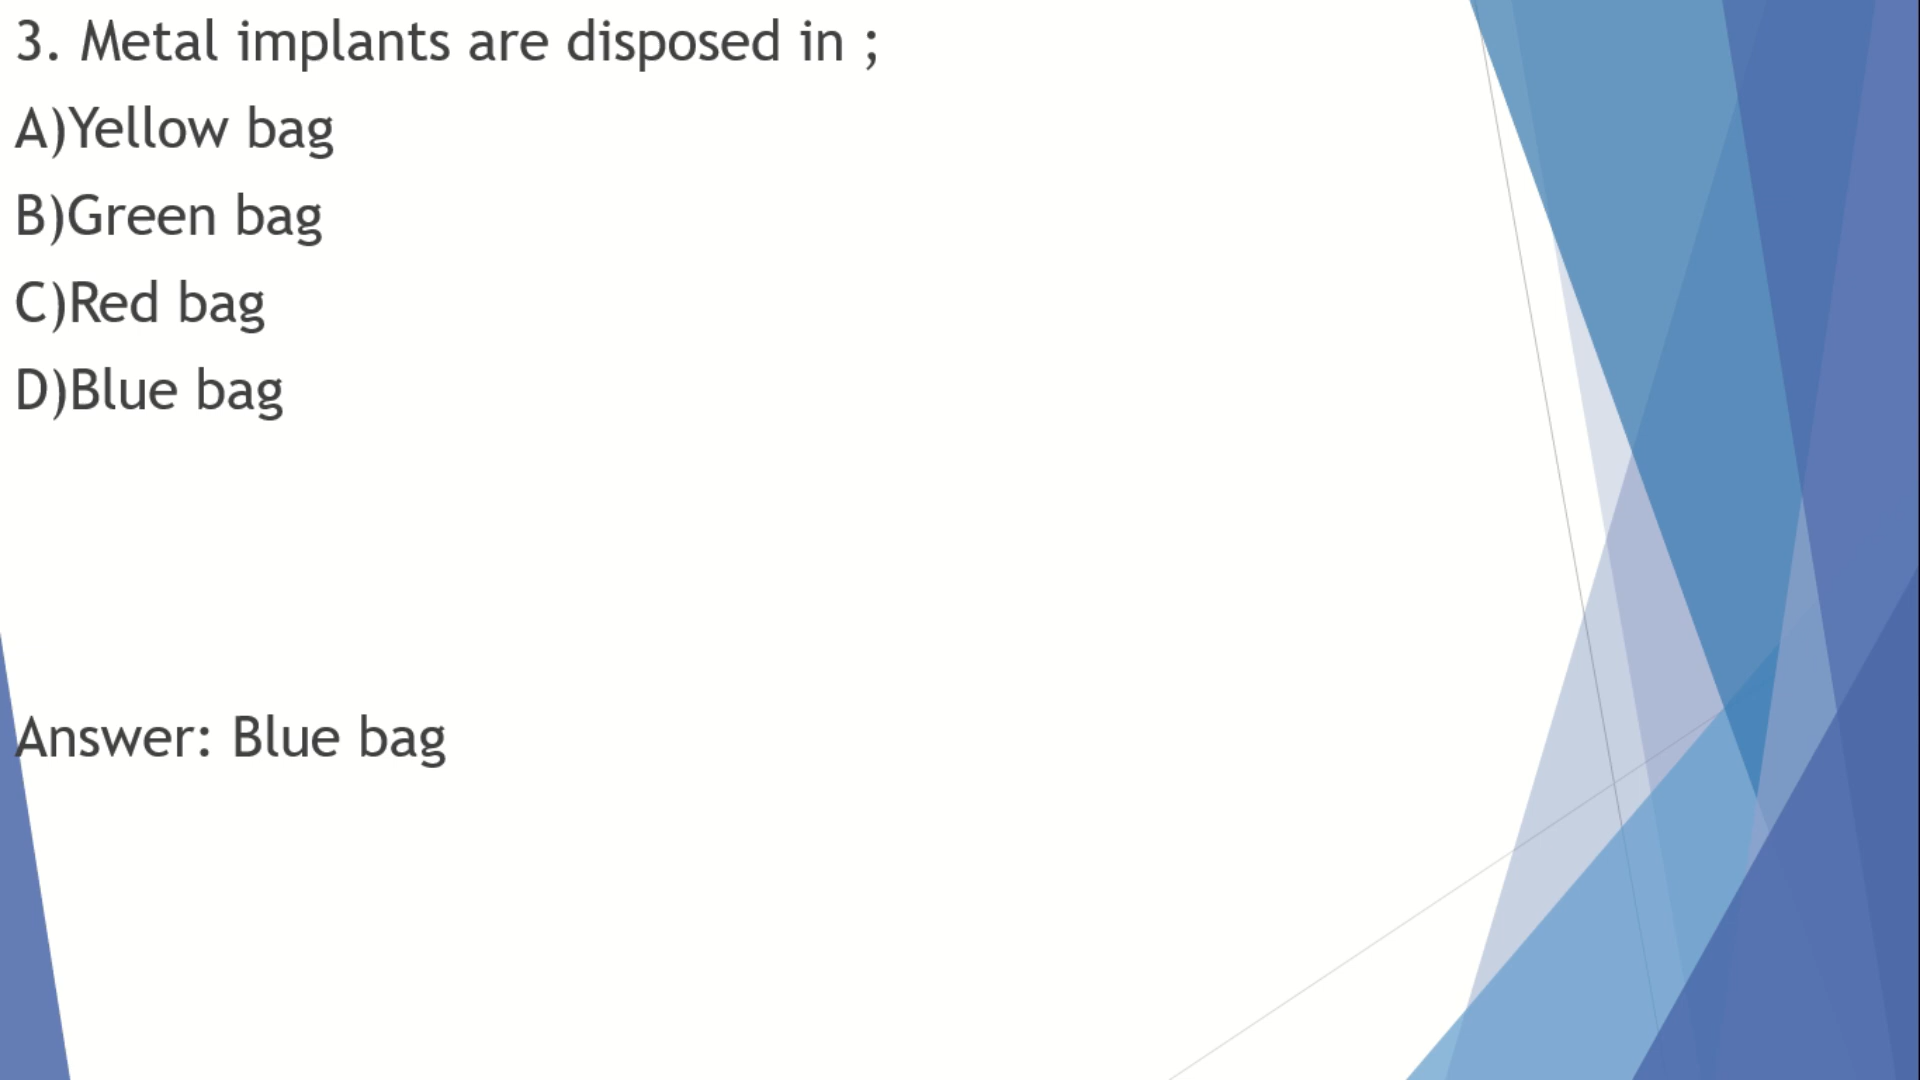 3. Metal implants are disposed in ;
A)Yellow bag
B)Green bag
C)Red bag
D)Blue bag
Answer: Blue bag